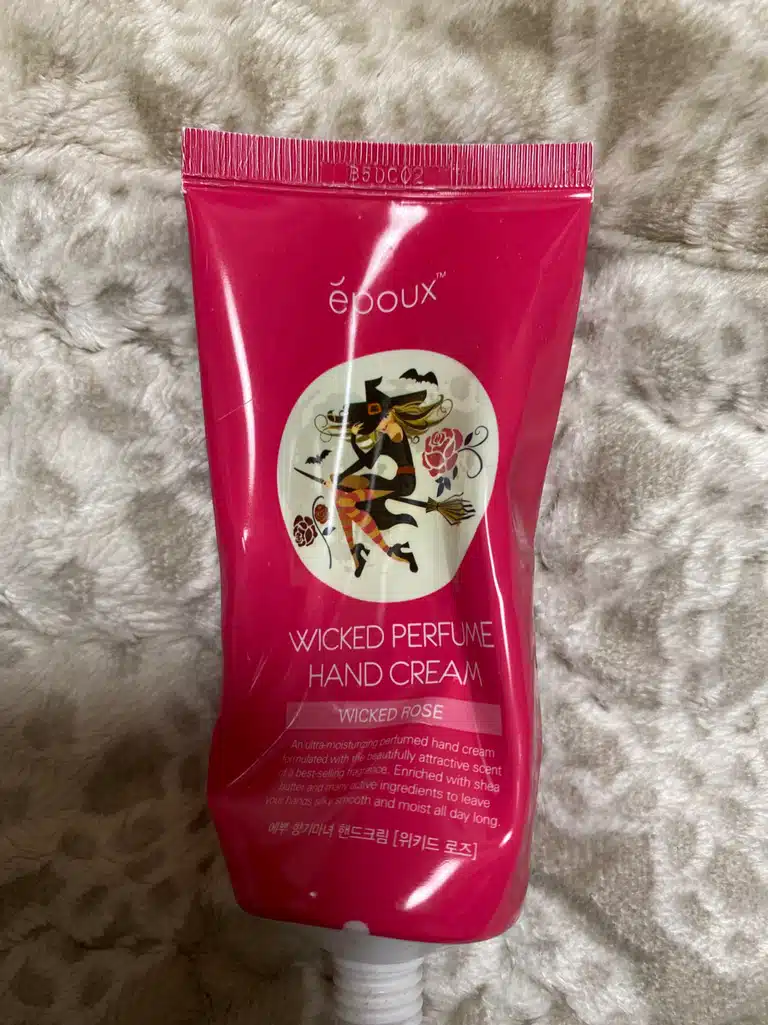 B5DC02
ĕpoux™
WICKED PERFUME
HAND CREAM
WICKED ROSE
An ultra-moisturizing perfumed hand cream
formulated with the beautifully attractive scent
of a best-selling fragrance. Enriched with shea
butter and many active ingredients to leave
your hands silky smooth and moist all day long.
에뿌 향기마녀 핸드크림 [위키드 로즈]